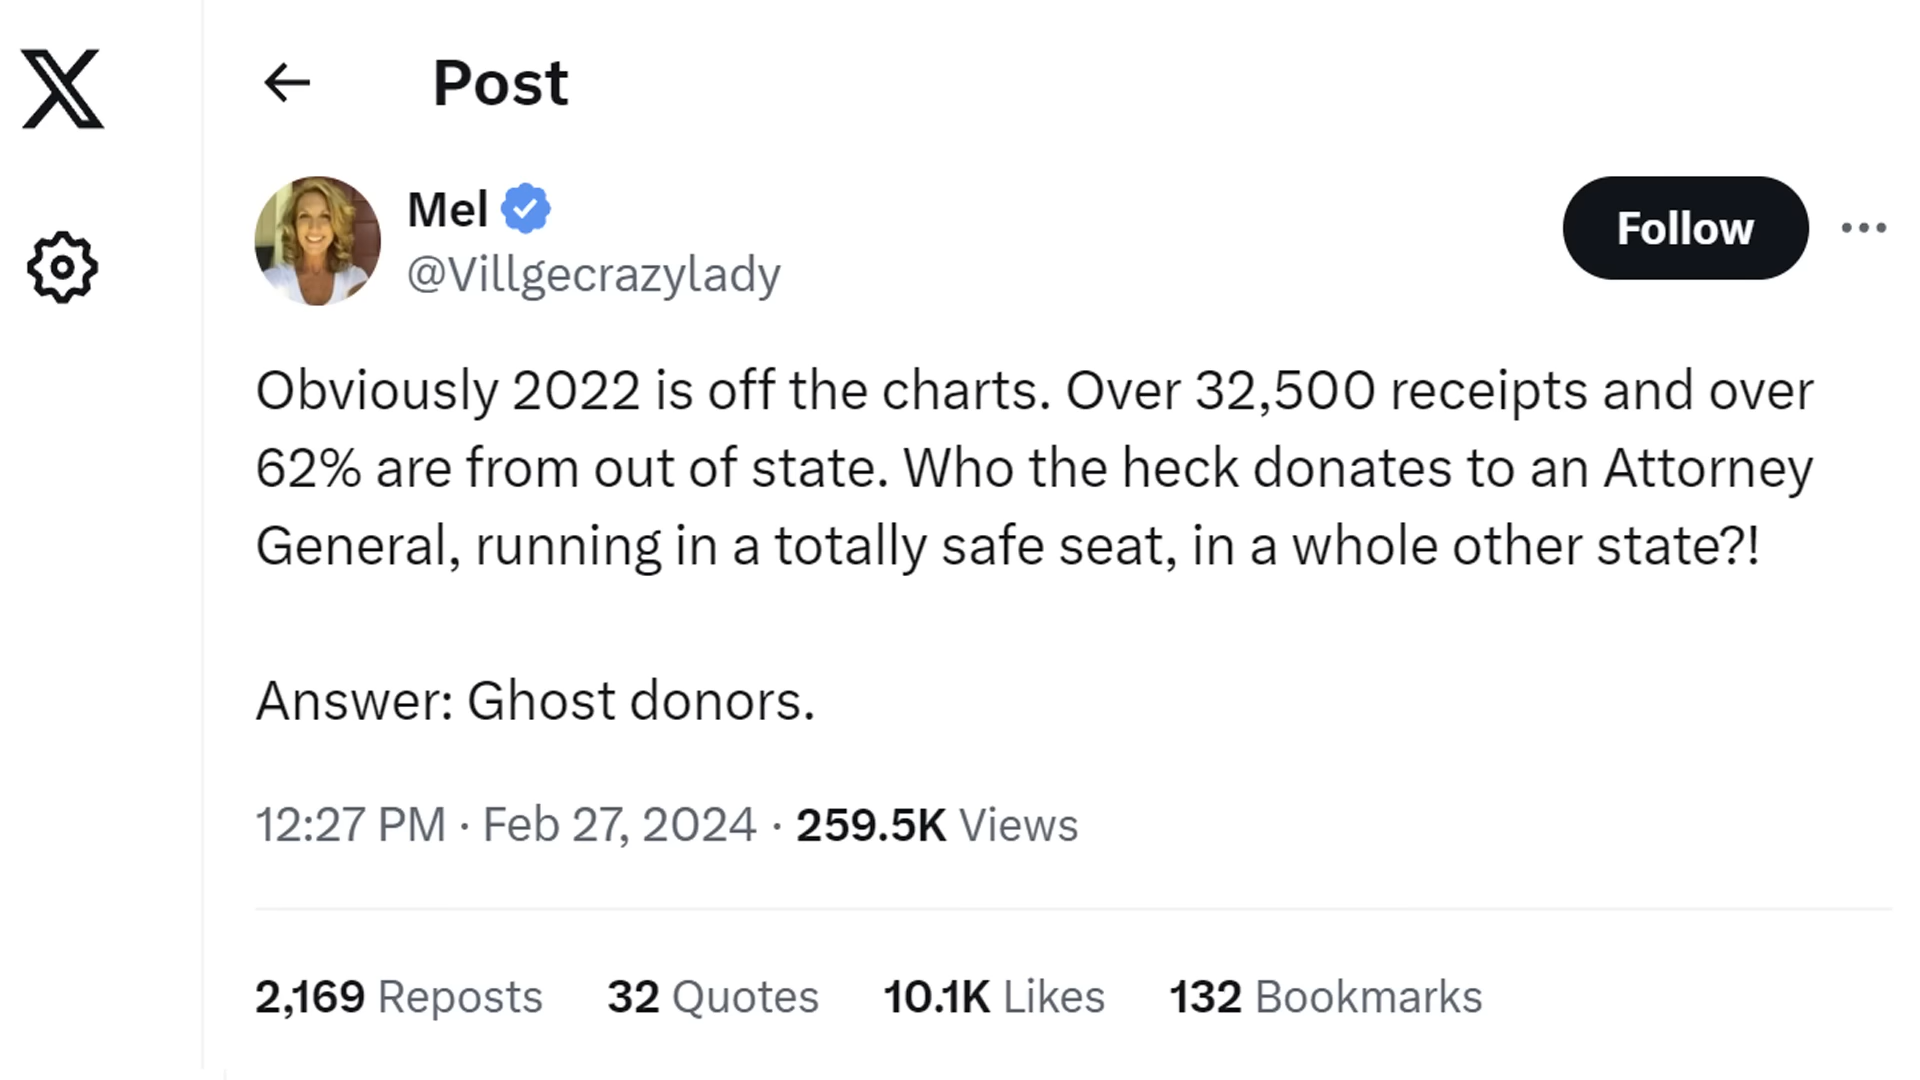 Post
Mel
@Villgecrazylady
Follow
Obviously 2022 is off the charts. Over 32,500 receipts and over
62% are from out of state. Who the heck donates to an Attorney
General, running in a totally safe seat, in a whole other state?!
Answer: Ghost donors.
12:27 PM · Feb 27, 2024 · 259.5K Views
2,169 Reposts 32 Quotes 10.1K Likes 132 Bookmarks